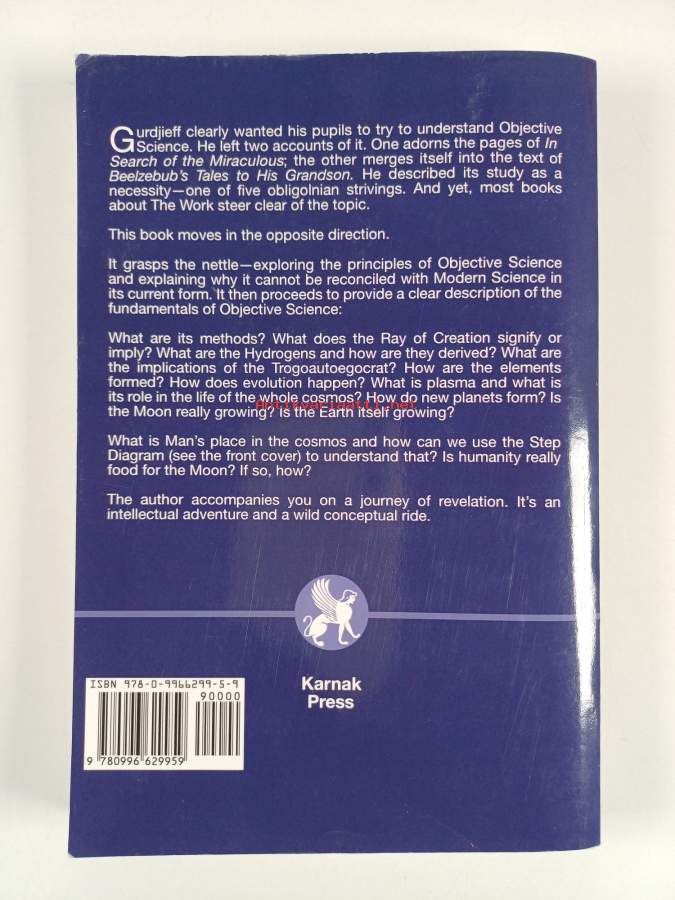 Gurdjieff clearly wanted his pupils to try to understand Objective
Science. He left two accounts of it. One adorns the pages of In
Search of the Miraculous; the other merges itself into the text of
Beelzebub's Tales to His Grandson. He described its study as a
necessity—one of five obligolnian strivings. And yet, most books
about The Work steer clear of the topic.
This book moves in the opposite direction.
It grasps the nettle—exploring the principles of Objective Science
and explaining why it cannot be reconciled with Modern Science in
its current form. It then proceeds to provide a clear description of the
fundamentals of Objective Science:
What are its methods? What does the Ray of Creation signify or
imply? What are the Hydrogens and how are they derived? What are
the implications of the Trogoautoegocrat? How are the elements
formed? How does evolution happen? What is plasma and what is
its role in the life of the whole cosmos? How do new planets form? Is
Antikvariaatti.net
the Moon really growing? Is the Earth itself growing?
What is Man's place in the cosmos and how can we use the Step
Diagram (see the front cover) to understand that? Is humanity really
food for the Moon? If so, how?
The author accompanies you on a journey of revelation. It's an
intellectual adventure and a wild conceptual ride.
Karnak
Press
ISBN 978-0-9966299-5-9
90000
9 780996 629959